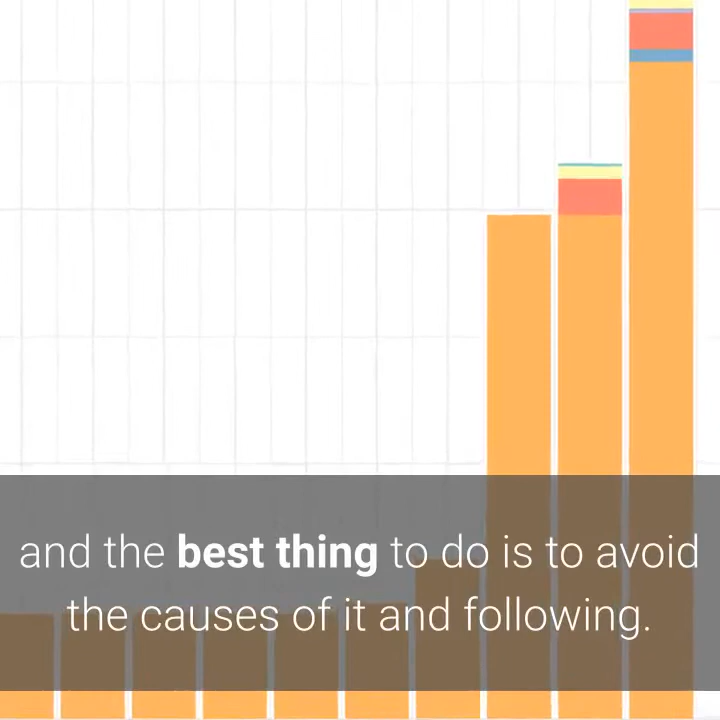 and the best thing to do is to avoid
the causes of it and following.